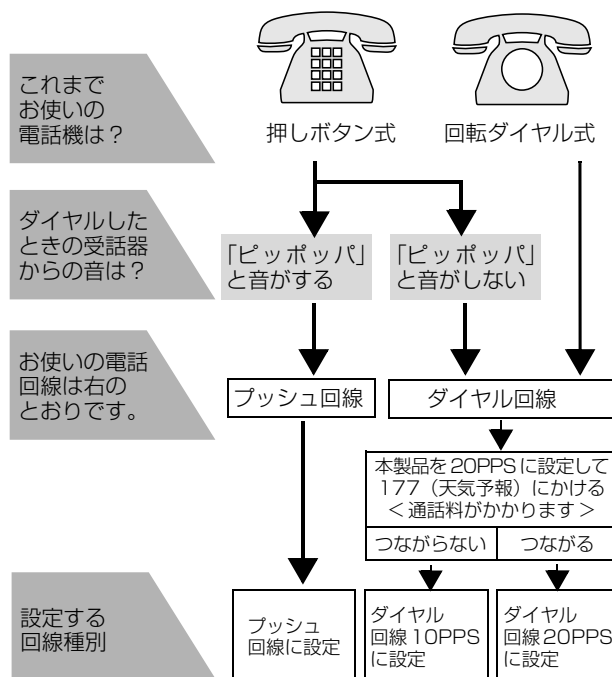 これまで
お使いの
電話機は？
押しボタン式
回転ダイヤル式
ダイヤルした
ときの受話器
からの音は？
「ピッポッパ」
と音がする
「ピッポッパ」
と音がしない
お使いの電話
回線は右の
とおりです。
プッシュ回線
ダイヤル回線
本製品を20PPSに設定して
177（天気予報）にかける
＜通話料がかかります＞
つながらない
つながる
設定する
回線種別
プッシュ
回線に設定
ダイヤル
回線10PPS
に設定
ダイヤル
回線20PPS
に設定